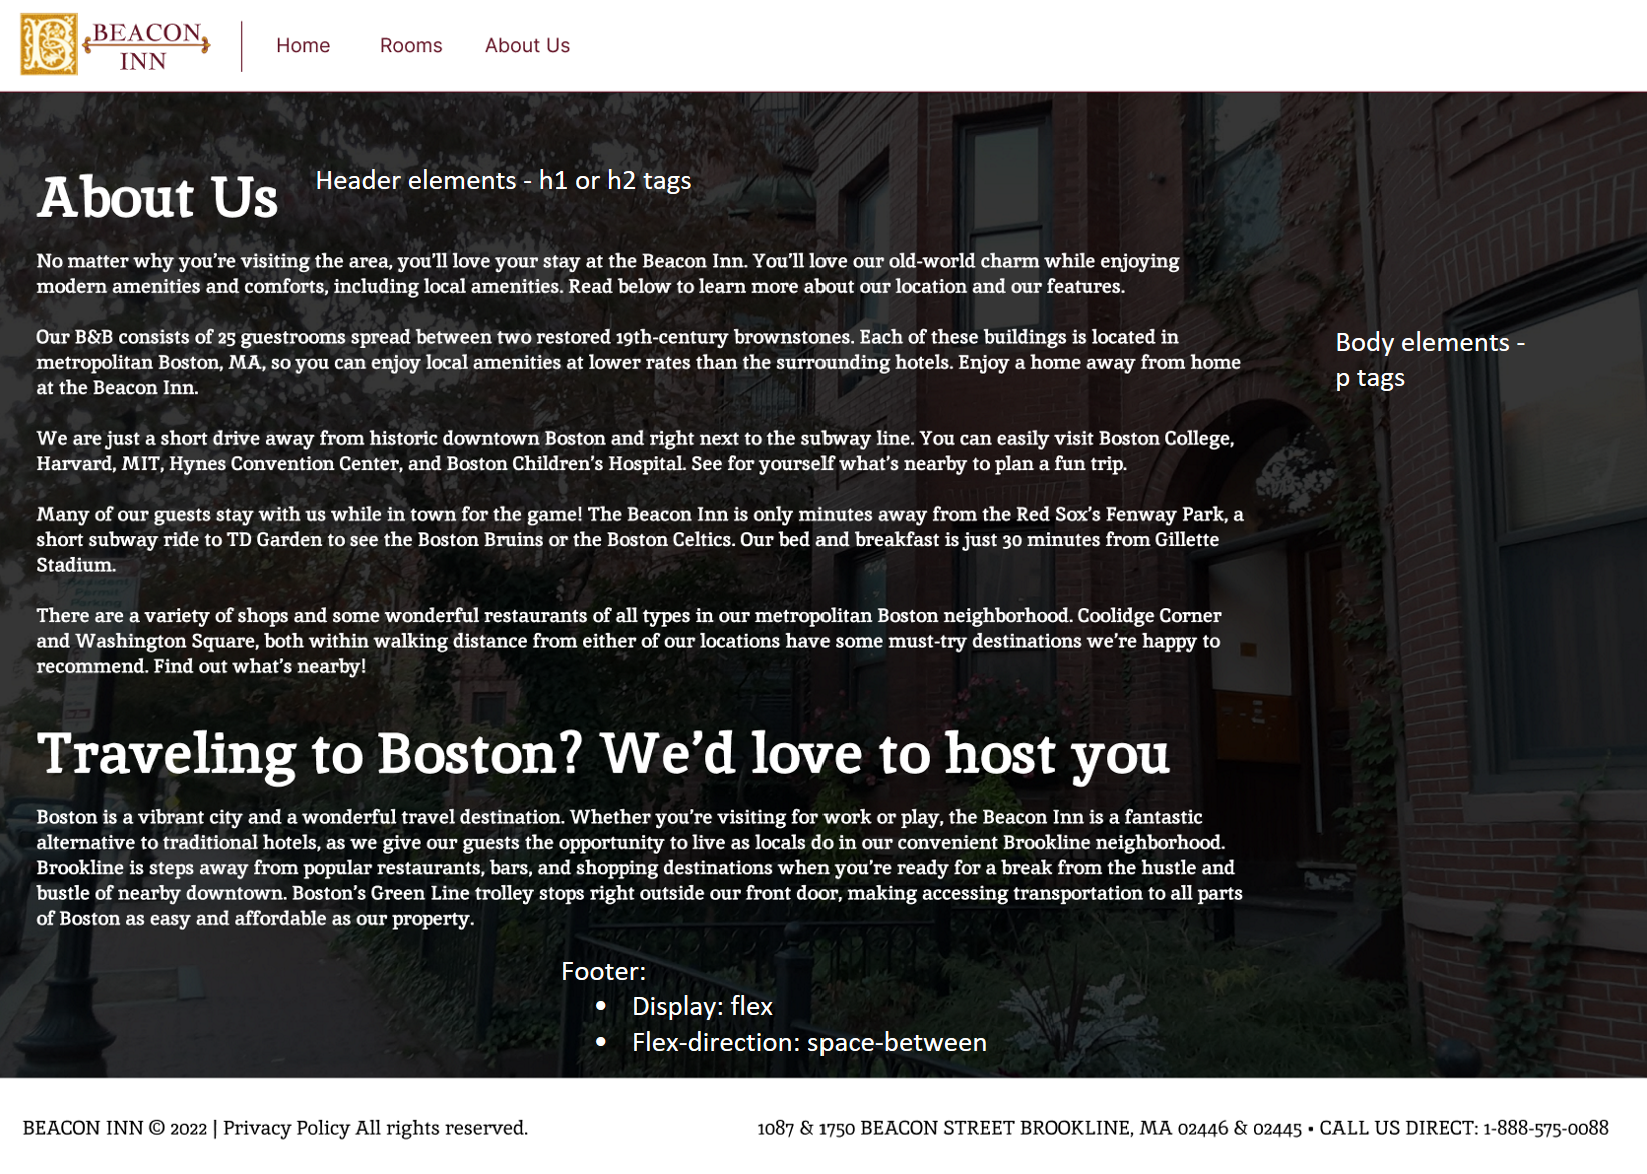 BEACON
INN
Home Rooms About Us
About Us
Header elements - h1 or h2 tags
No matter why you’re visiting the area, you’ll love your stay at the Beacon Inn. You’ll love our old-world charm while enjoying
modern amenities and comforts, including local amenities. Read below to learn more about our location and our features.
Our B&B consists of 25 guestrooms spread between two restored 19th-century brownstones. Each of these buildings is located in
metropolitan Boston, MA, so you can enjoy local amenities at lower rates than the surrounding hotels. Enjoy a home away from home
at the Beacon Inn.
Body elements -
p tags
We are just a short drive away from historic downtown Boston and right next to the subway line. You can easily visit Boston College,
Harvard, MIT, Hynes Convention Center, and Boston Children’s Hospital. See for yourself what’s nearby to plan a fun trip.
Many of our guests stay with us while in town for the game! The Beacon Inn is only minutes away from the Red Sox’s Fenway Park, a
short subway ride to TD Garden to see the Boston Bruins or the Boston Celtics. Our bed and breakfast is just 30 minutes from Gillette
Stadium.
Resident
Permit
Parking
There are a variety of shops and some wonderful restaurants of all types in our metropolitan Boston neighborhood. Coolidge Corner
and Washington Square, both within walking distance from either of our locations have some must-try destinations we’re happy to
recommend. Find out what’s nearby!
Traveling to Boston? We’d love to host you
Boston is a vibrant city and a wonderful travel destination. Whether you’re visiting for work or play, the Beacon Inn is a fantastic
alternative to traditional hotels, as we give our guests the opportunity to live as locals do in our convenient Brookline neighborhood.
Brookline is steps away from popular restaurants, bars, and shopping destinations when you’re ready for a break from the hustle and
bustle of nearby downtown. Boston’s Green Line trolley stops right outside our front door, making accessing transportation to all parts
of Boston as easy and affordable as our property.
Footer:
• Display: flex
• Flex-direction: space-between
BEACON INN © 2022 | Privacy Policy All rights reserved.
1087 & 1750 BEACON STREET BROOKLINE, MA 02446 & 02445 • CALL US DIRECT: 1-888-575-0088